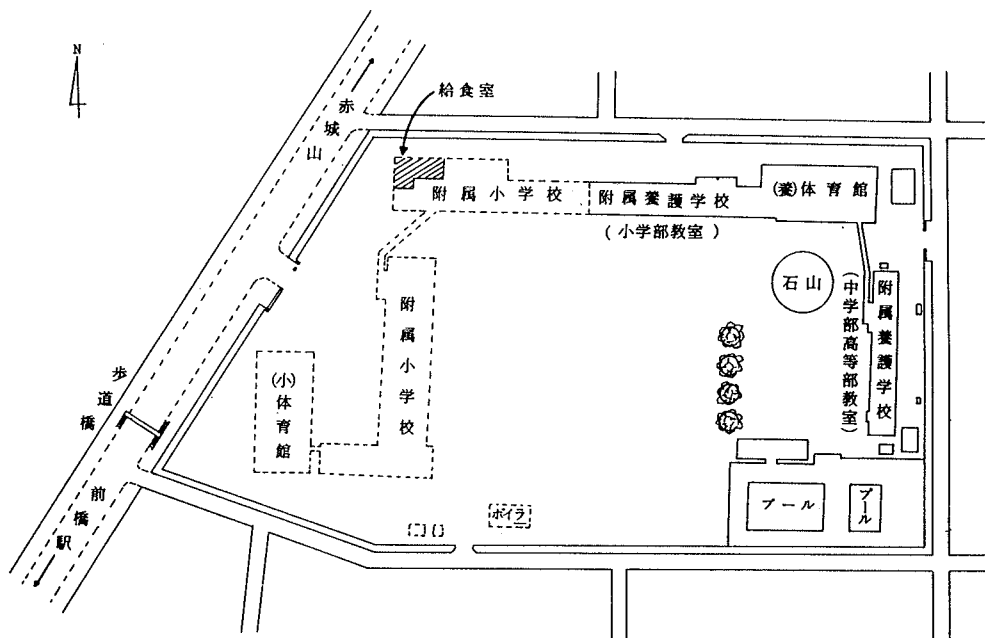 N
給食室
赤城山
附属小学校
附属養護学校
(養)体育館
(小学部教室)
石山
附属養護学校
(中学部高等部教室)
附属小学校
(小)体育館
歩道橋
前橋駅
ボイラ
プール
プール